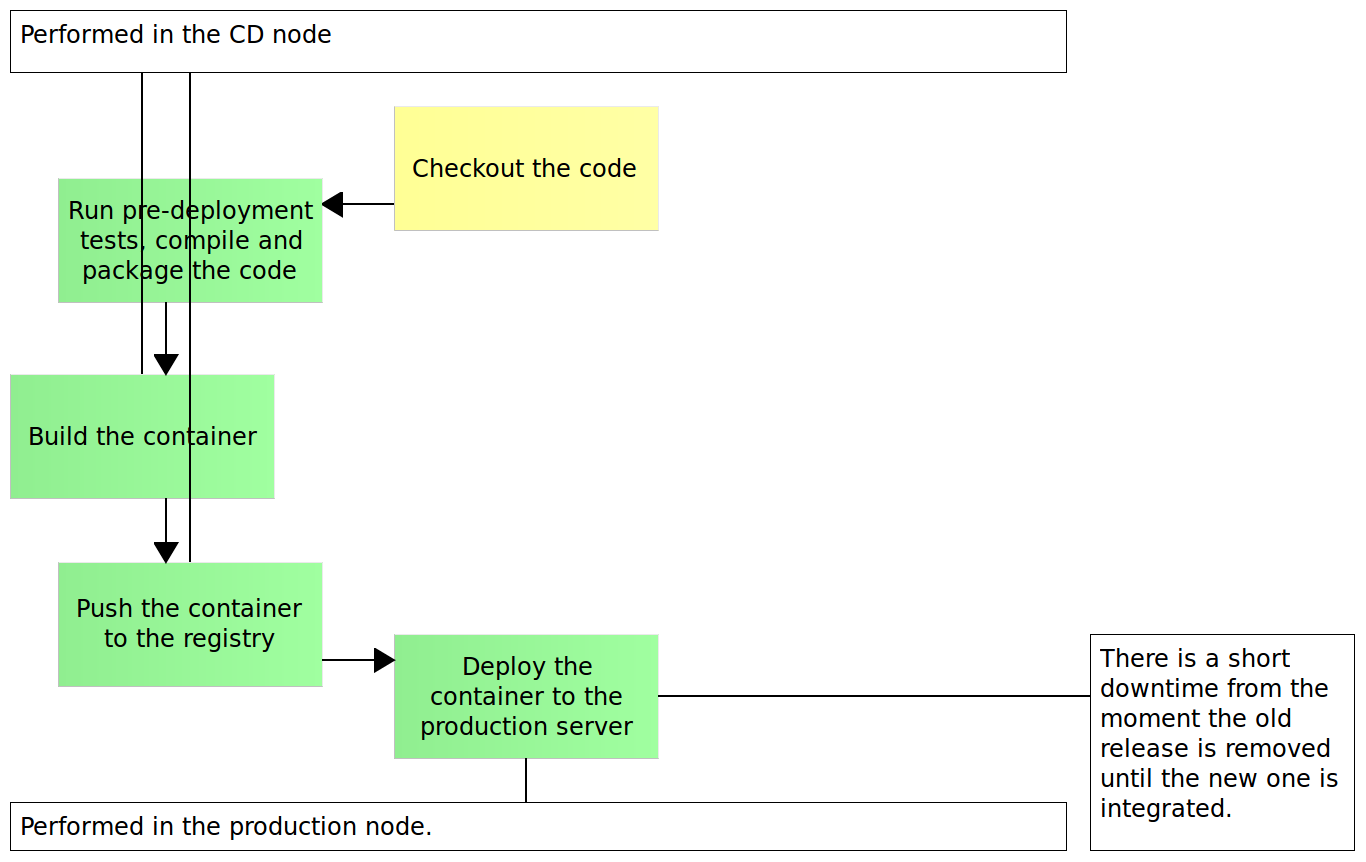 Performed in the CD node
Checkout the code
Run pre-deployment
tests, compile and
package the code
Build the container
Push the container
to the registry
Deploy the
container to the
production server
There is a short
downtime from the
moment the old
release is removed
until the new one is
integrated.
Performed in the production node.